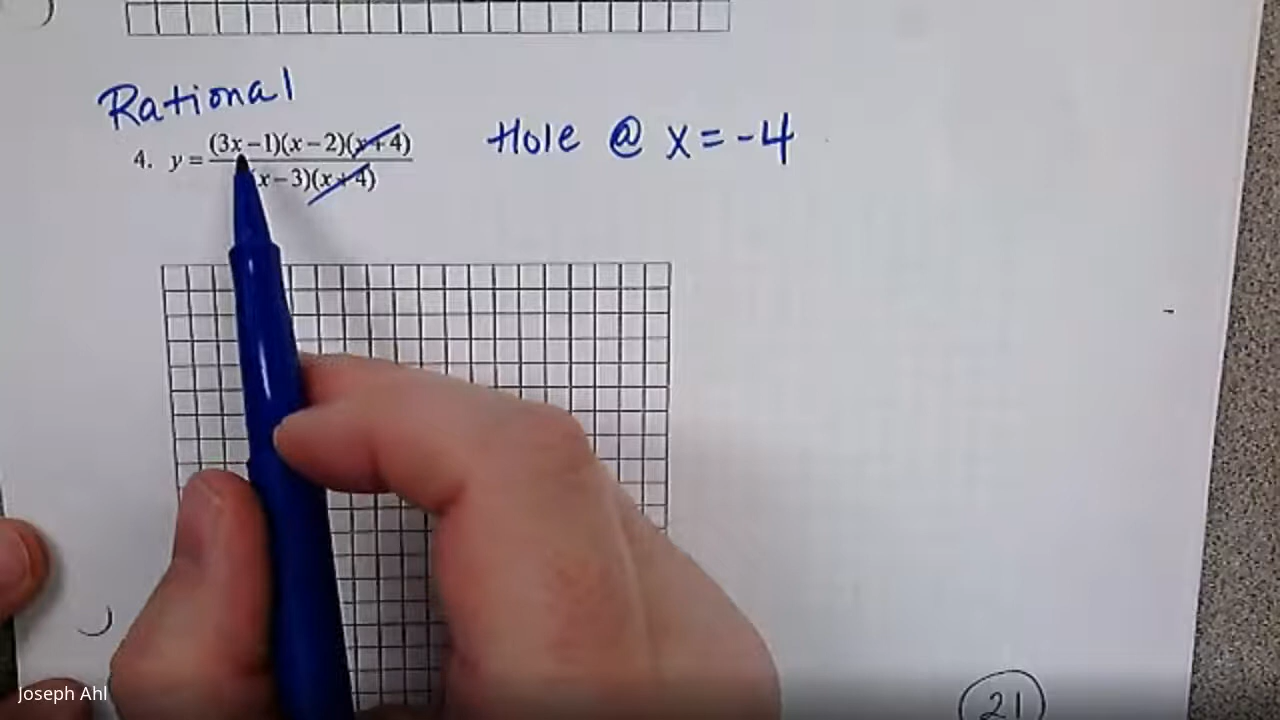 Rational
4. y = (3x − 1)(x − 2)(x + 4)
(x − 3)(x + 4)
Hole @ x = -4
21
Joseph Ahl